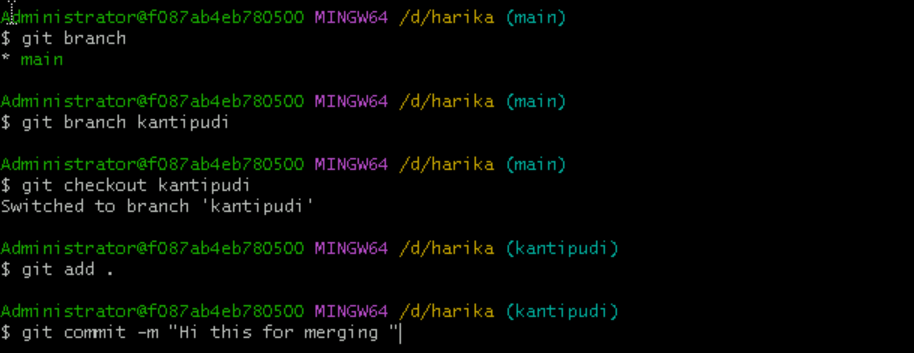 Administrator@f087ab4eb780500 MINGW64 /d/harika (main)
$ git branch
* main
Administrator@f087ab4eb780500 MINGW64 /d/harika (main)
$ git branch kantipudi
Administrator@f087ab4eb780500 MINGW64 /d/harika (main)
$ git checkout kantipudi
Switched to branch 'kantipudi'
Administrator@f087ab4eb780500 MINGW64 /d/harika (kantipudi)
$ git add .
Administrator@f087ab4eb780500 MINGW64 /d/harika (kantipudi)
$ git commit -m "Hi this for merging "